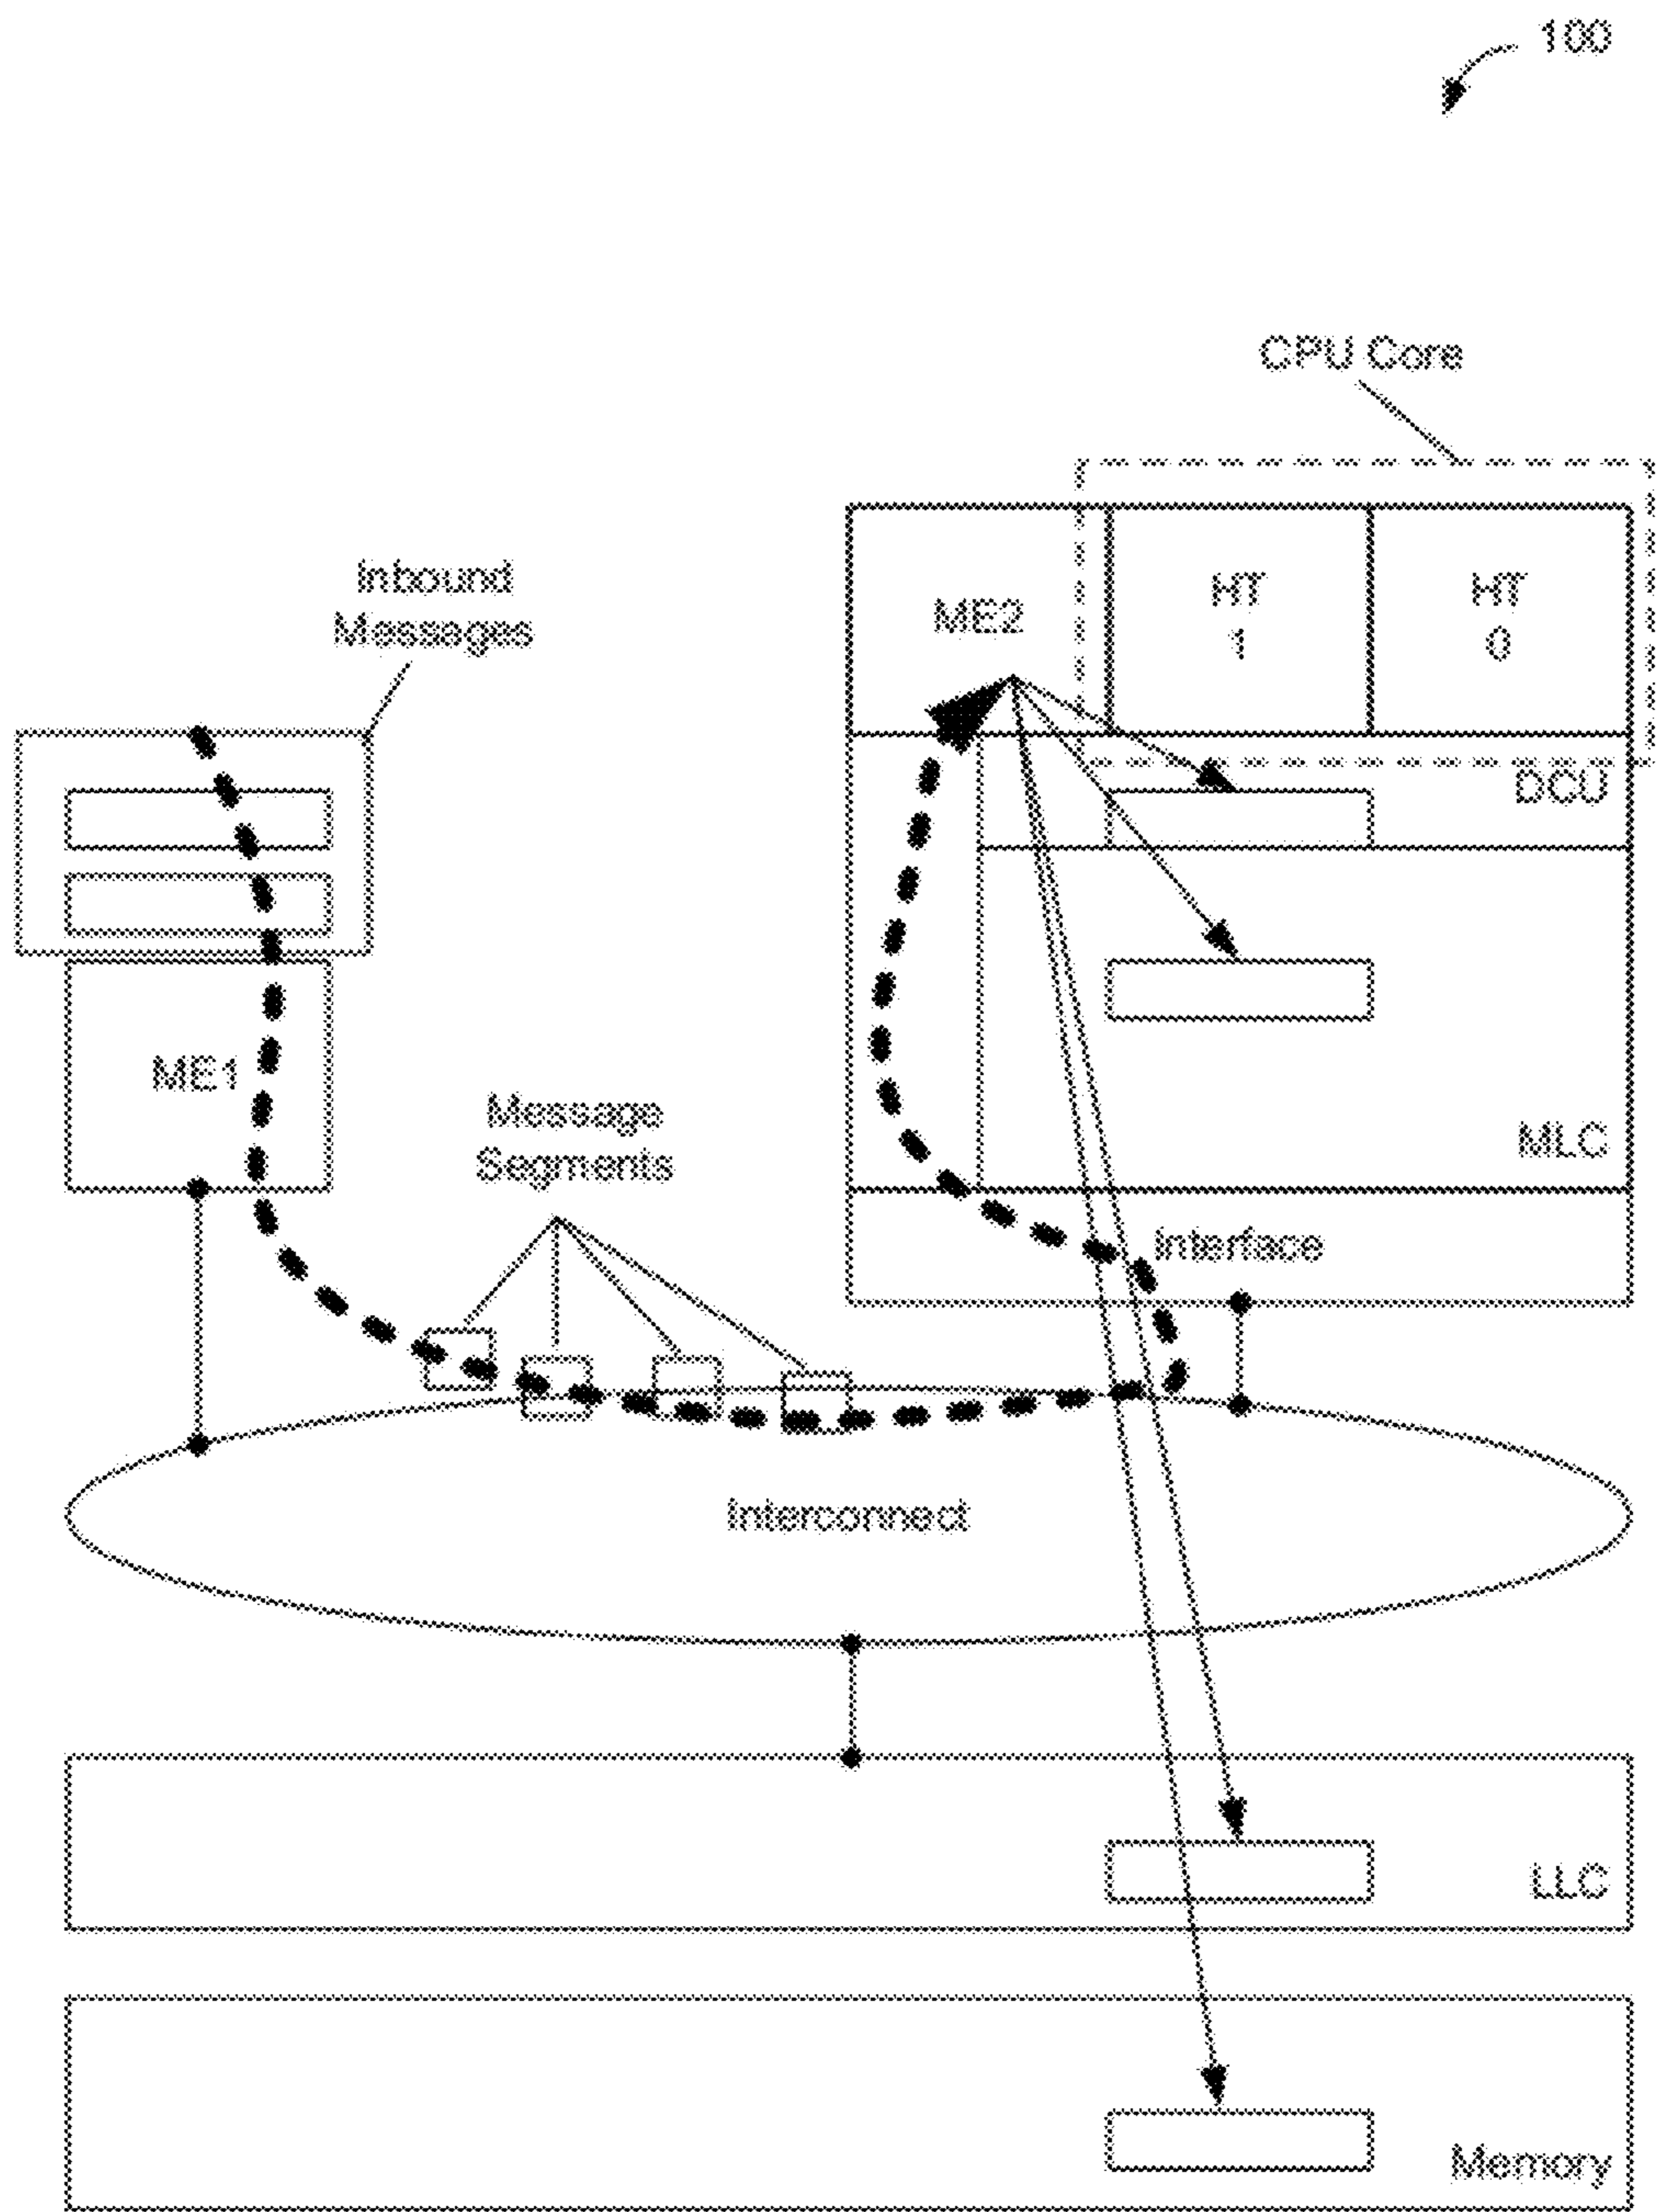 100
CPU Core
Inbound
Messages
ME2
HT
1
HT
0
DCU
ME1
Message
Segments
MLC
Interface
Interconnect
LLC
Memory